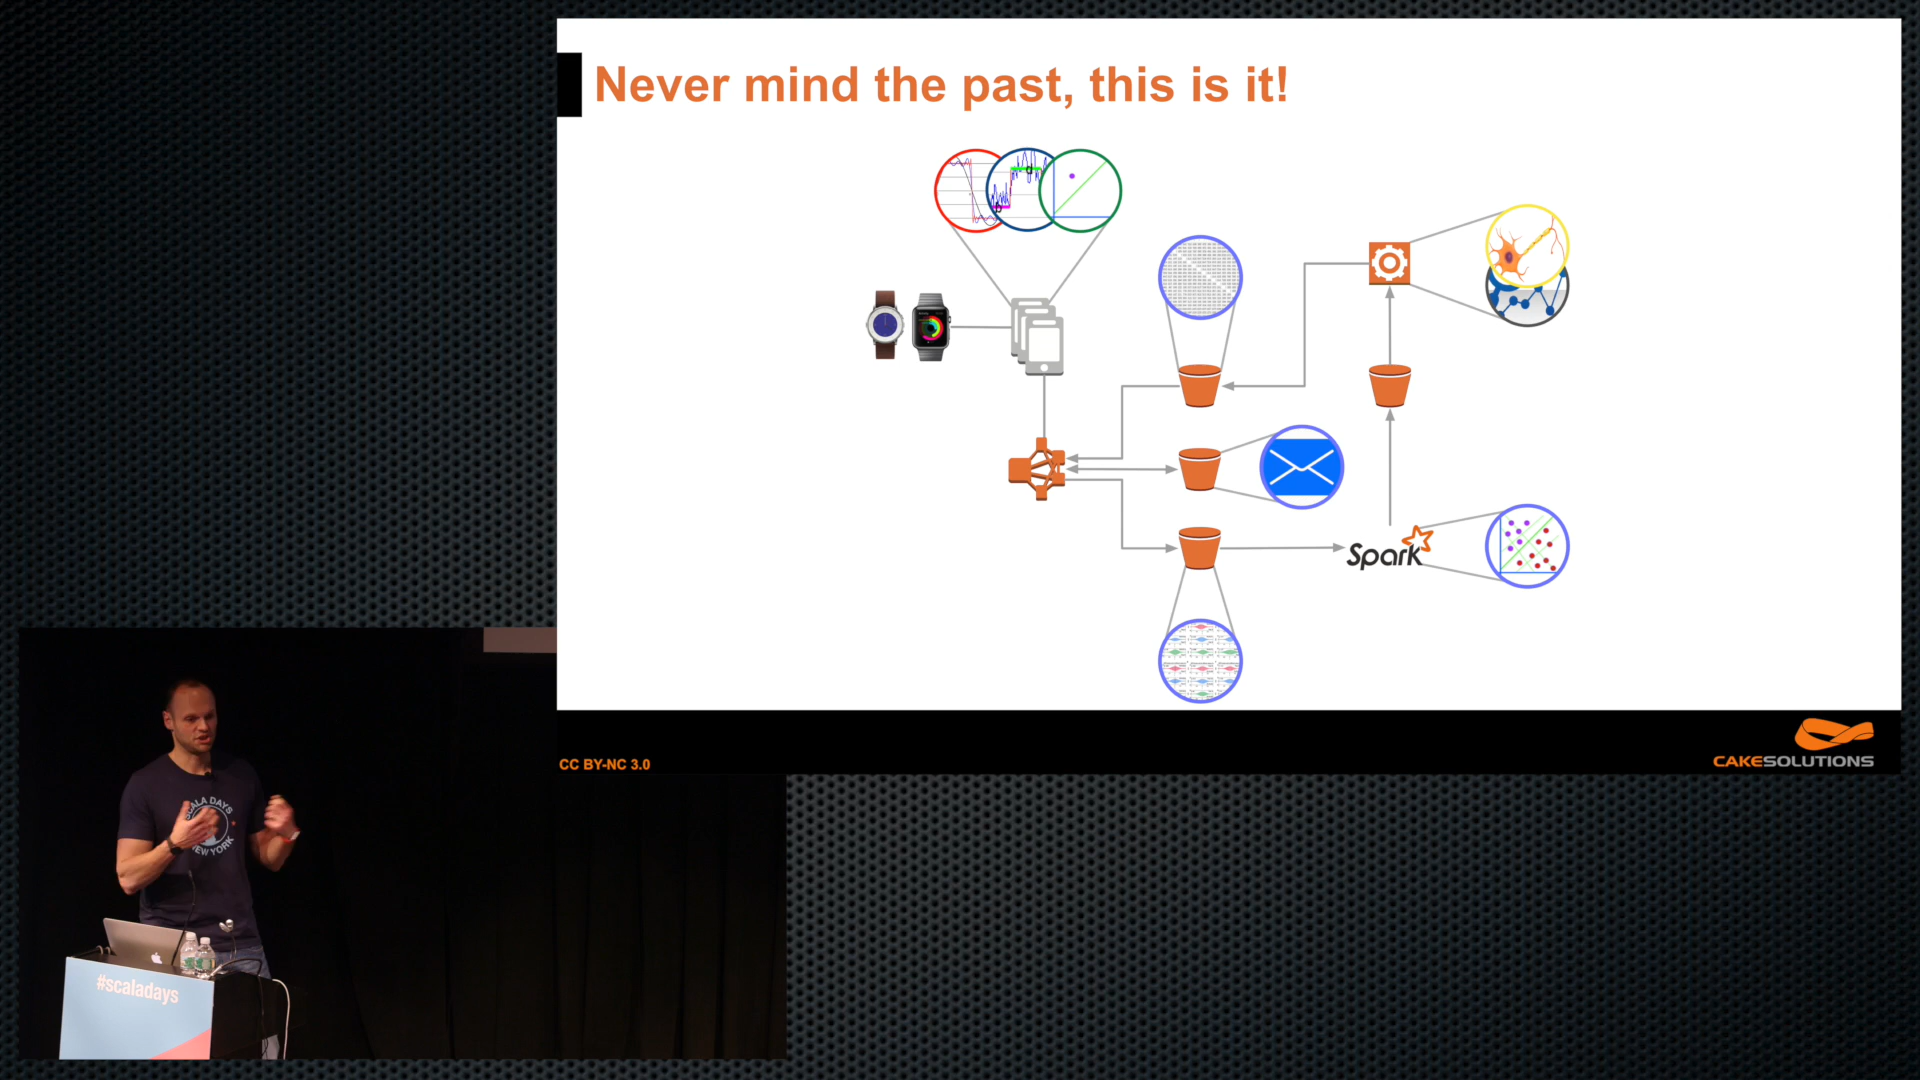 Never mind the past, this is it!
Spark
CC BY-NC 3.0
CAKESOLUTIONS
SCALA DAYS
NEW YORK
#scaladays